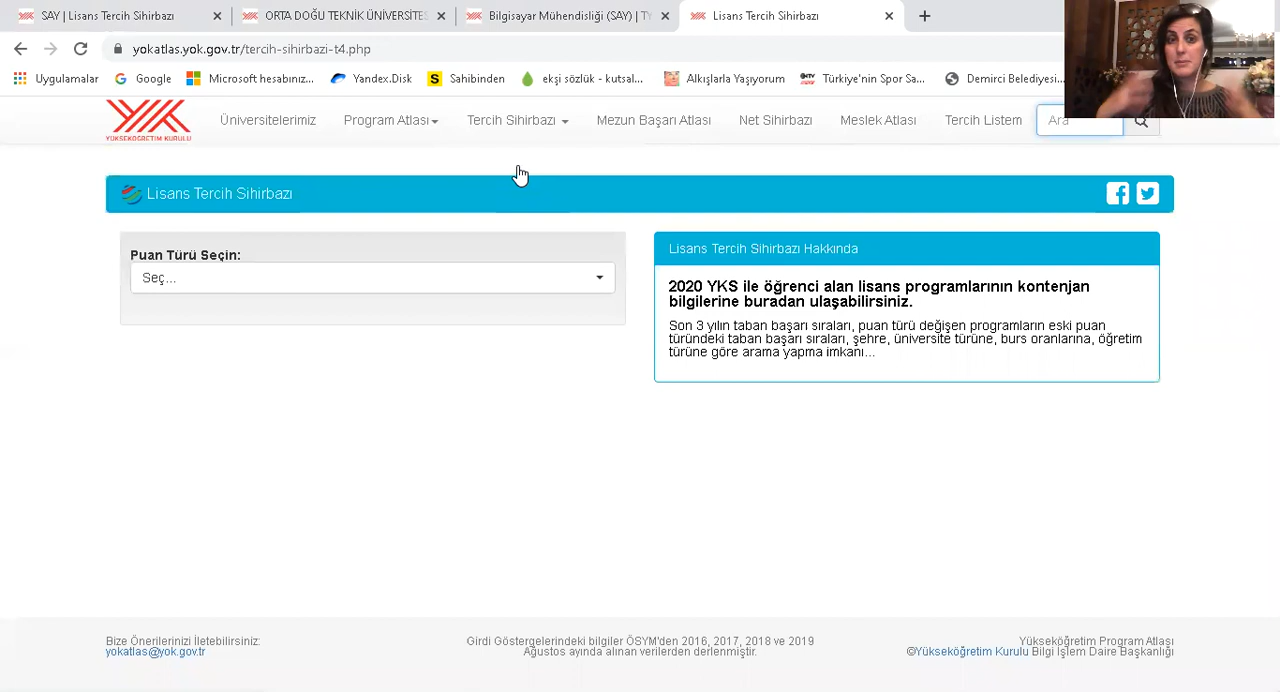 SAY | Lisans Tercih Sihirbazı
ORTA DOĞU TEKNİK ÜNİVERSİTES
Bilgisayar Mühendisliği (SAY) | TY
Lisans Tercih Sihirbazı
yokatlas.yok.gov.tr/tercih-sihirbazi-t4.php
Uygulamalar
Google
Microsoft hesabınız...
Yandex.Disk
Sahibinden
ekşi sözlük - kutsal...
Alkışlarla Yaşıyorum
Türkiye'nin Spor Sa...
Demirci Belediyesi...
YÜKSEKÖĞRETİM KURULU
Üniversitelerimiz
Program Atlası
Tercih Sihirbazı
Mezun Başarı Atlası
Net Sihirbazı
Meslek Atlası
Tercih Listem
Ara
Lisans Tercih Sihirbazı
Puan Türü Seçin:
Seç...
Lisans Tercih Sihirbazı Hakkında
2020 YKS ile öğrenci alan lisans programlarının kontenjan
bilgilerine buradan ulaşabilirsiniz.
Son 3 yılın taban başarı sıraları, puan türü değişen programların eski puan
türündeki taban başarı sıraları, şehre, üniversite türüne, burs oranlarına, öğretim
türüne göre arama yapma imkanı...
Bize Önerilerinizi İletebilirsiniz:
yokatlas@yok.gov.tr
Girdi Göstergelerindeki bilgiler ÖSYM'den 2016, 2017, 2018 ve 2019
Ağustos ayında alınan verilerden derlenmiştir.
Yükseköğretim Program Atlası
©Yükseköğretim Kurulu Bilgi İşlem Daire Başkanlığı